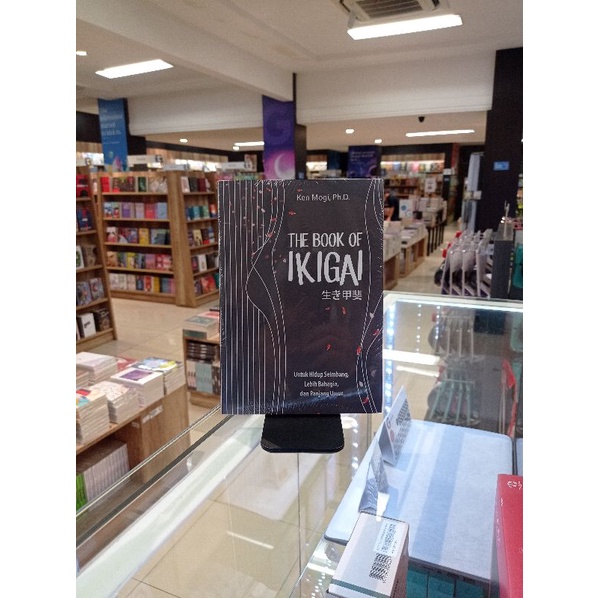 Ken Mogi, Ph.D.
THE BOOK OF
IKIGAI
生き甲斐
Untuk Hidup Seimbang,
Lebih Bahagia,
dan Panjang Umur